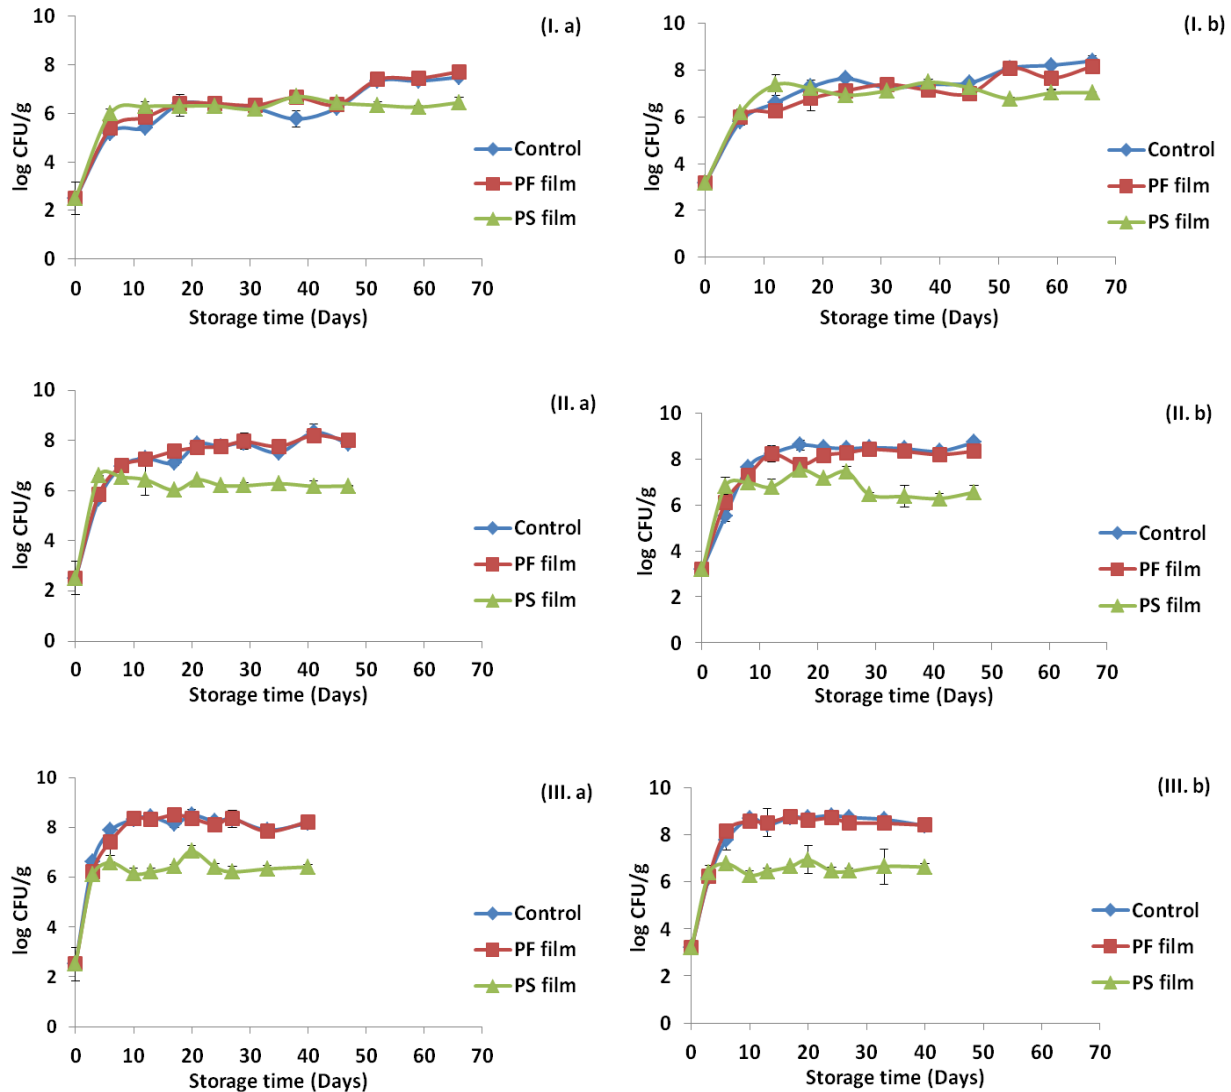 (I. a)
log CFU/g
10
8
6
4
2
0
0 10 20 30 40 50 60 70
Storage time (Days)
Control
PF film
PS film
(I. b)
log CFU/g
10
8
6
4
2
0
0 10 20 30 40 50 60 70
Storage time (Days)
Control
PF film
PS film
(II. a)
log CFU/g
10
8
6
4
2
0
0 10 20 30 40 50 60 70
Storage time (Days)
Control
PF film
PS film
(II. b)
log CFU/g
10
8
6
4
2
0
0 10 20 30 40 50 60 70
Storage time (Days)
Control
PF film
PS film
(III. a)
log CFU/g
10
8
6
4
2
0
0 10 20 30 40 50 60 70
Storage time (Days)
Control
PF film
PS film
(III. b)
log CFU/g
10
8
6
4
2
0
0 10 20 30 40 50 60 70
Storage time (Days)
Control
PF film
PS film